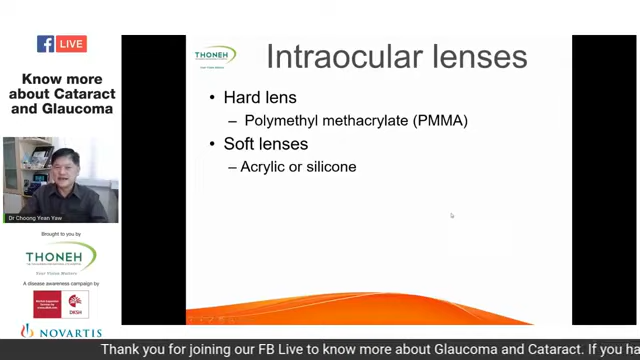 LIVE
Know more
about Cataract
and Glaucoma
Dr Choong Yean Yaw
Brought to you by
THONEH
Your Vision Matters
A disease awareness campaign by
DKSH
NOVARTIS
THONEH
Intraocular lenses
• Hard lens
– Polymethyl methacrylate (PMMA)
• Soft lenses
– Acrylic or silicone
Thank you for joining our FB Live to know more about Glaucoma and Cataract. If you ha